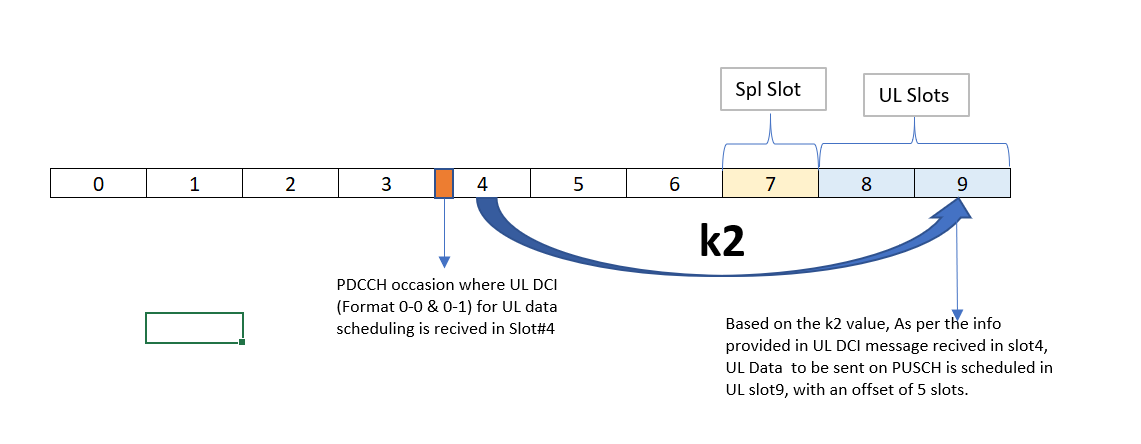 Spl Slot
UL Slots
0 1 2 3 4 5 6 7 8 9
k2
PDCCH occasion where UL DCI
(Format 0-0 & 0-1) for UL data
scheduling is recived in Slot#4
Based on the k2 value, As per the info
provided in UL DCI message recived in slot4,
UL Data  to be sent on PUSCH is scheduled in
UL slot9, with an offset of 5 slots.